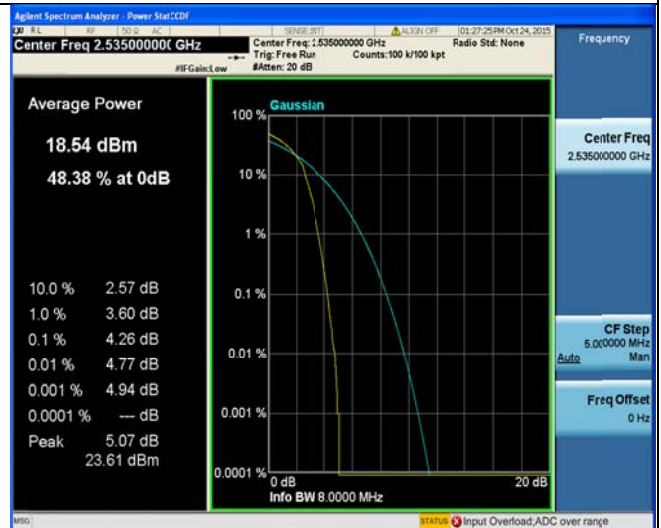 Agilent Spectrum Analyzer - Power Stat CCDF
RL RF 50 Ω AC SENSE:INT ALIGN OFF 01:27:25 PM Oct 24, 2015
Center Freq 2.535000000 GHz
Center Freq: 2.535000000 GHz Radio Std: None
Trig: Free Run Counts:100 k/100 kpt
#IFGain:Low #Atten: 20 dB
Frequency
Average Power
18.54 dBm
48.38 % at 0dB
10.0 % 2.57 dB
1.0 % 3.60 dB
0.1 % 4.26 dB
0.01 % 4.77 dB
0.001 % 4.94 dB
0.0001 % --- dB
Peak 5.07 dB
23.61 dBm
Gaussian
100 %
10 %
1 %
0.1 %
0.01 %
0.001 %
0.0001 %
0 dB 20 dB
Info BW 8.0000 MHz
Center Freq
2.535000000 GHz
CF Step
5.000000 MHz
Auto Man
Freq Offset
0 Hz
MSG STATUS Input Overload;ADC over range